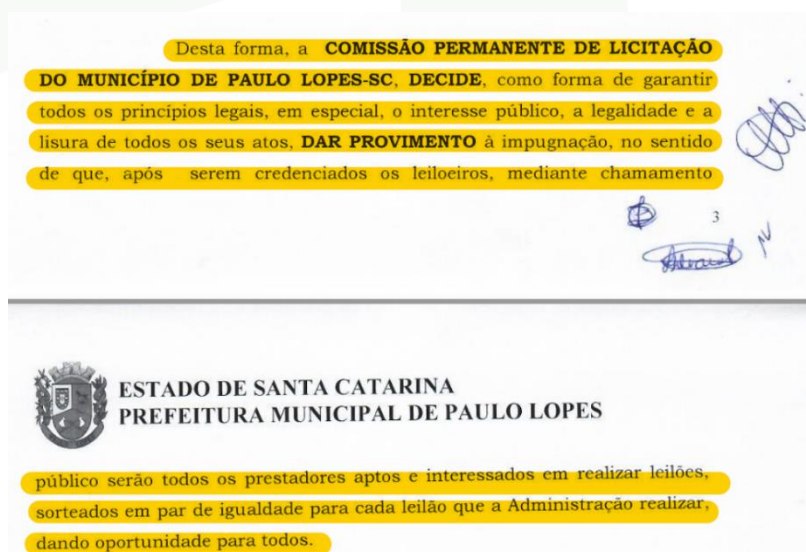 Desta forma, a COMISSÃO PERMANENTE DE LICITAÇÃO
DO MUNICÍPIO DE PAULO LOPES-SC, DECIDE, como forma de garantir
todos os princípios legais, em especial, o interesse público, a legalidade e a
lisura de todos os seus atos, DAR PROVIMENTO à impugnação, no sentido
de que, após serem credenciados os leiloeiros, mediante chamamento
3
ESTADO DE SANTA CATARINA
PREFEITURA MUNICIPAL DE PAULO LOPES
público serão todos os prestadores aptos e interessados em realizar leilões,
sorteados em par de igualdade para cada leilão que a Administração realizar,
dando oportunidade para todos.